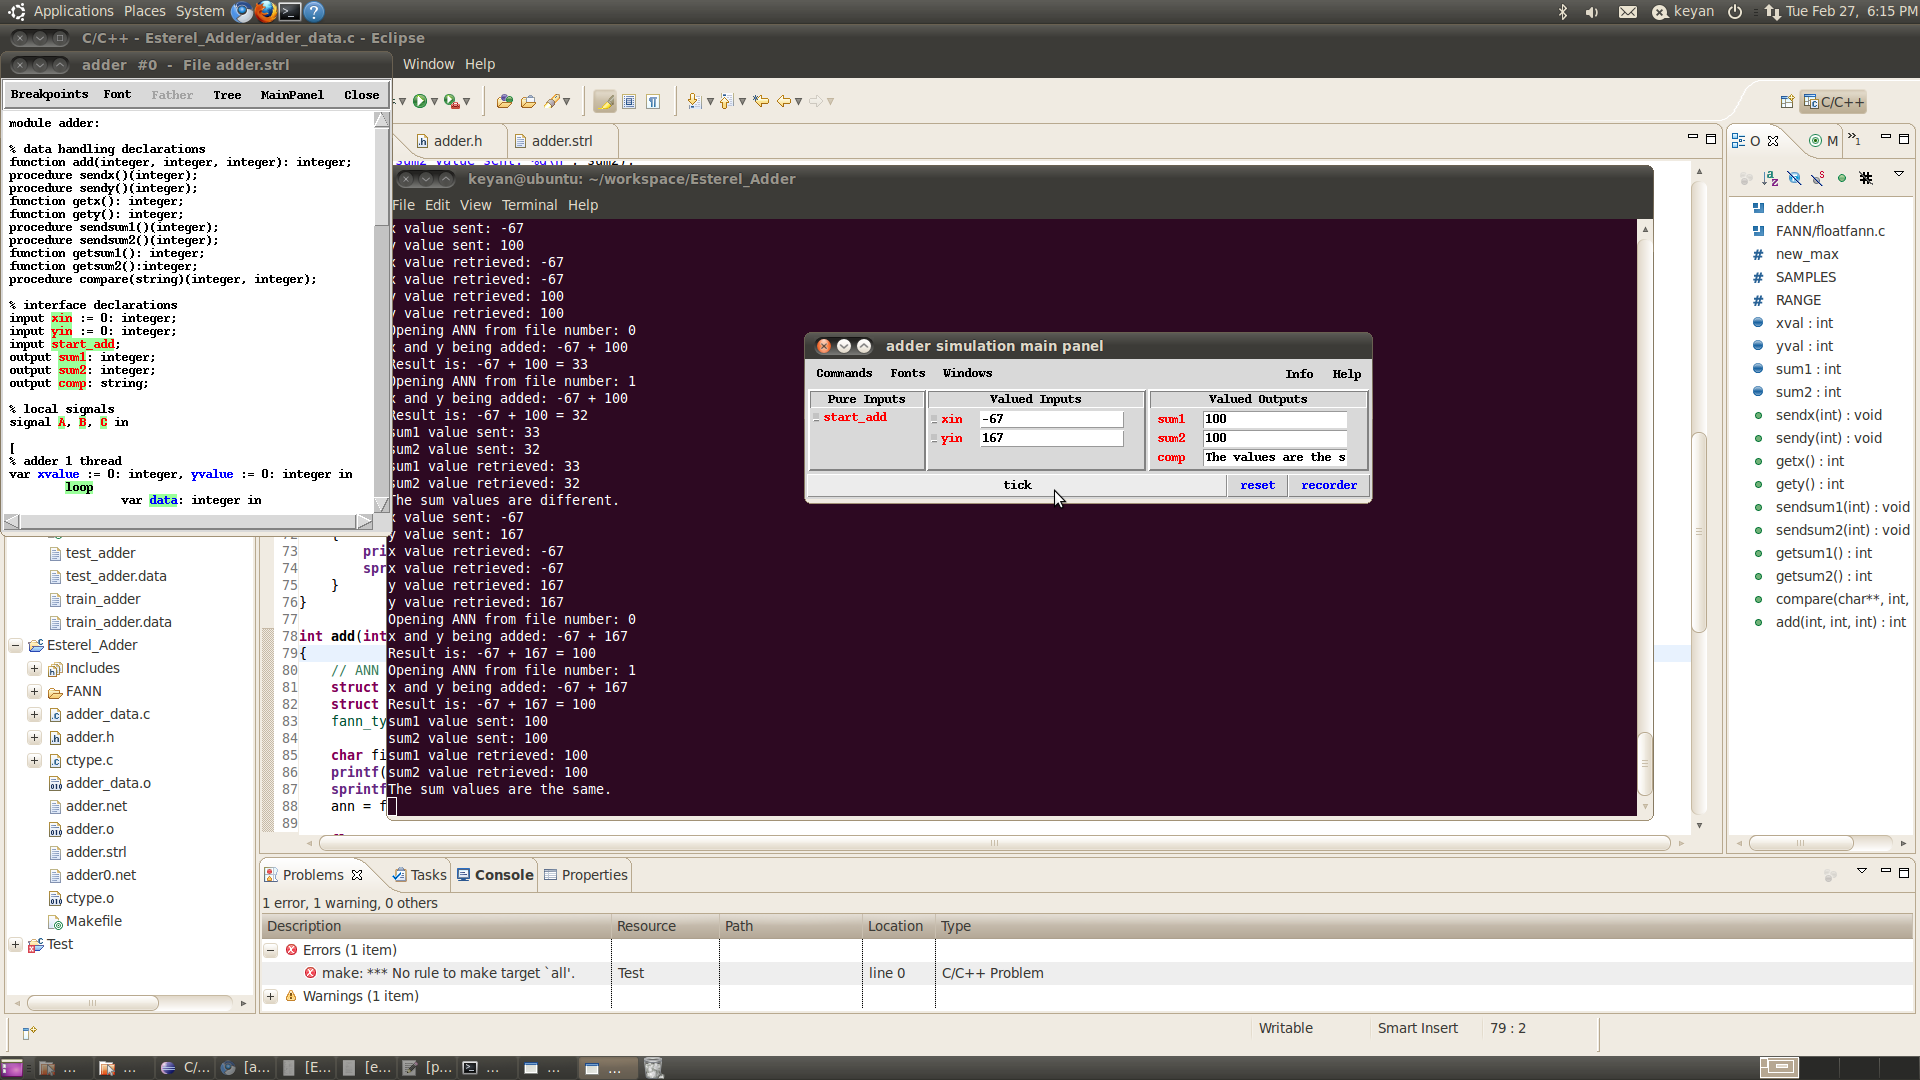 Applications Places System
keyan
Tue Feb 27, 6:15 PM
C/C++ - Esterel_Adder/adder_data.c - Eclipse
adder #0 - File adder.strl
Window Help
Breakpoints Font Father Tree MainPanel Close
C/C++
module adder:
% data handling declarations
function add(integer, integer, integer): integer;
procedure sendx()(integer);
procedure sendy()(integer);
function getx(): integer;
function gety(): integer;
procedure sendsum1()(integer);
procedure sendsum2()(integer);
function getsum1(): integer;
function getsum2():integer;
procedure compare(string)(integer, integer);
% interface declarations
input xin := 0: integer;
input yin := 0: integer;
input start_add;
output sum1: integer;
output sum2: integer;
output comp: string;
% local signals
signal A, B, C in
[
% adder 1 thread
var xvalue := 0: integer, yvalue := 0: integer in
loop
var data: integer in
adder.h
adder.strl
keyan@ubuntu: ~/workspace/Esterel_Adder
File Edit View Terminal Help
x value sent: -67
y value sent: 100
x value retrieved: -67
x value retrieved: -67
y value retrieved: 100
y value retrieved: 100
Opening ANN from file number: 0
x and y being added: -67 + 100
Result is: -67 + 100 = 33
Opening ANN from file number: 1
x and y being added: -67 + 100
Result is: -67 + 100 = 32
sum1 value sent: 33
sum2 value sent: 32
sum1 value retrieved: 33
sum2 value retrieved: 32
The sum values are different.
x value sent: -67
y value sent: 167
x value retrieved: -67
x value retrieved: -67
y value retrieved: 167
y value retrieved: 167
Opening ANN from file number: 0
x and y being added: -67 + 167
Result is: -67 + 167 = 100
Opening ANN from file number: 1
x and y being added: -67 + 167
Result is: -67 + 167 = 100
sum1 value sent: 100
sum2 value sent: 100
sum1 value retrieved: 100
sum2 value retrieved: 100
The sum values are the same.
adder simulation main panel
Commands Fonts Windows Info Help
Pure Inputs Valued Inputs Valued Outputs
start_add
xin -67
yin 167
sum1 100
sum2 100
comp The values are the s
tick reset recorder
O
M
1
adder.h
FANN/floatfann.c
new_max
SAMPLES
RANGE
xval : int
yval : int
sum1 : int
sum2 : int
sendx(int) : void
sendy(int) : void
getx() : int
gety() : int
sendsum1(int) : void
sendsum2(int) : void
getsum1() : int
getsum2() : int
compare(char**, int,
add(int, int, int) : int
test_adder
test_adder.data
train_adder
train_adder.data
Esterel_Adder
Includes
FANN
adder_data.c
adder.h
ctype.c
adder_data.o
adder.net
adder.o
adder.strl
adder0.net
ctype.o
Makefile
Test
73 pri
74 spr
75 }
76 }
77
78 int add(int
79 {
80 // ANN
81 struct
82 struct
83 fann_ty
84
85 char fi
86 printf(
87 sprintf
88 ann = f
89
Problems Tasks Console Properties
1 error, 1 warning, 0 others
Description Resource Path Location Type
Errors (1 item)
make: *** No rule to make target `all'. Test line 0 C/C++ Problem
Warnings (1 item)
Writable Smart Insert 79 : 2
... ... C/... [a... [E... [e... [p... ... ... ...